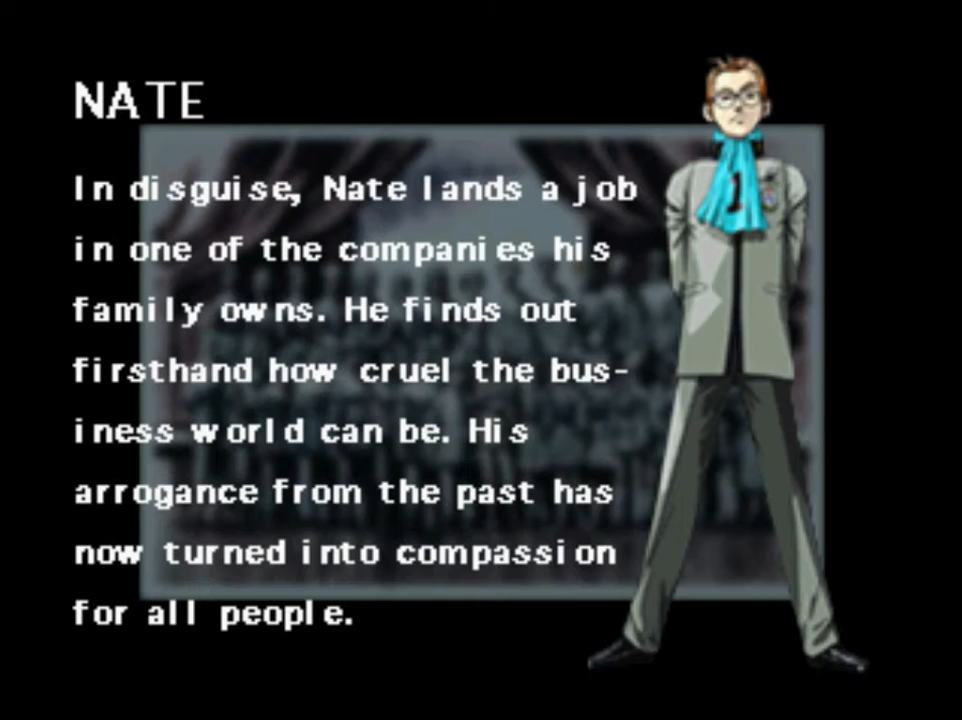 NATE
In disguise, Nate lands a job
in one of the companies his
family owns. He finds out
firsthand how cruel the bus-
iness world can be. His
arrogance from the past has
now turned into compassion
for all people.
1